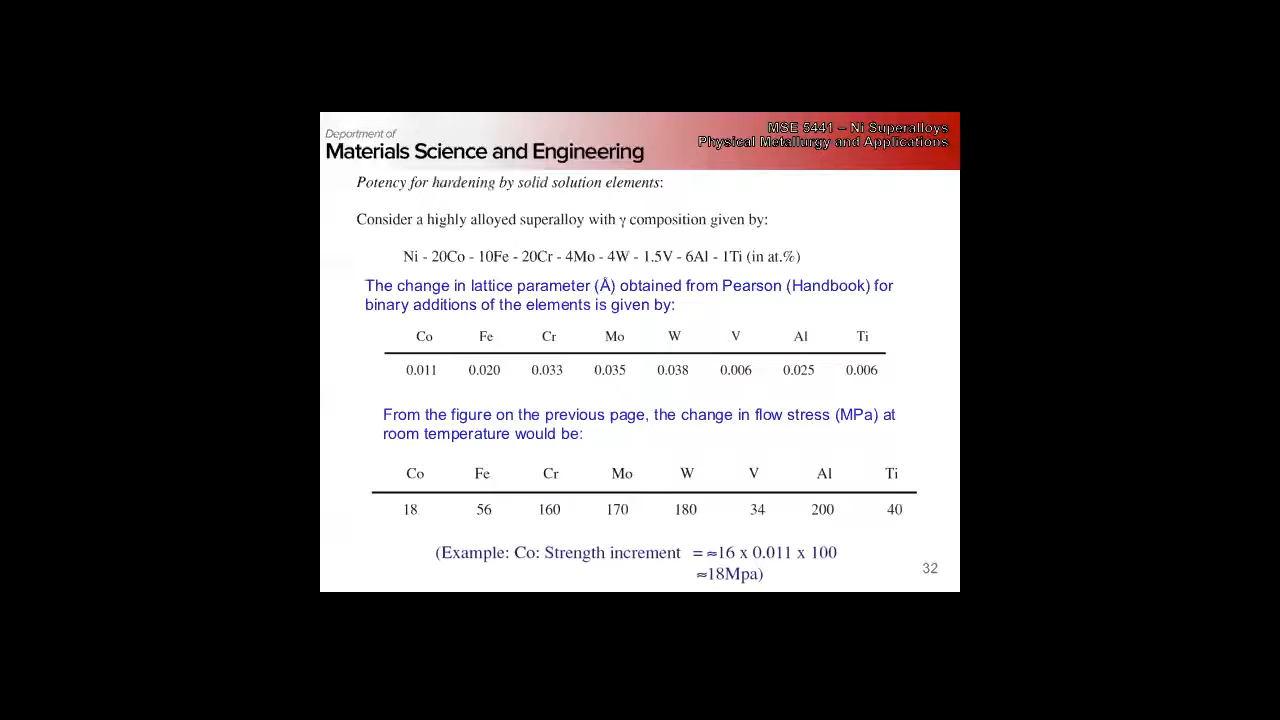 Department of
Materials Science and Engineering
MSE 5441 – Ni Superalloys
Physical Metallurgy and Applications
Potency for hardening by solid solution elements:
Consider a highly alloyed superalloy with γ composition given by:
Ni - 20Co - 10Fe - 20Cr - 4Mo - 4W - 1.5V - 6Al - 1Ti (in at.%)
The change in lattice parameter (Å) obtained from Pearson (Handbook) for
binary additions of the elements is given by:
Co Fe Cr Mo W V Al Ti
0.011 0.020 0.033 0.035 0.038 0.006 0.025 0.006
From the figure on the previous page, the change in flow stress (MPa) at
room temperature would be:
Co Fe Cr Mo W V Al Ti
18 56 160 170 180 34 200 40
(Example: Co: Strength increment = ≈16 x 0.011 x 100
≈18Mpa)
32